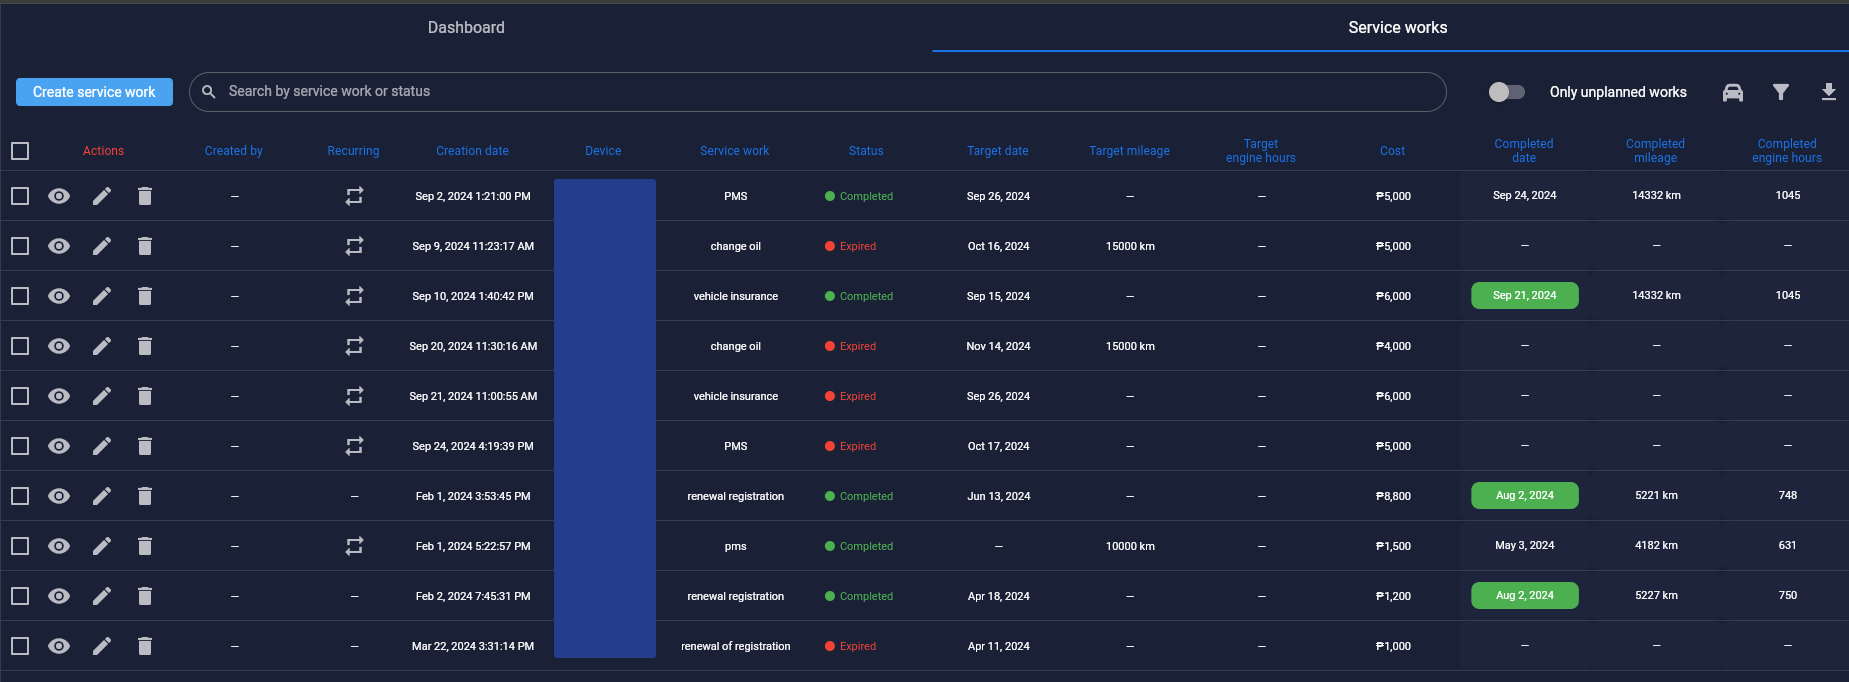 Dashboard
Service works
Create service work
Search by service work or status
Only unplanned works
Actions Created by Recurring Creation date Device Service work Status Target date Target mileage Target engine hours Cost Completed date Completed mileage Completed engine hours
– Sep 2, 2024 1:21:00 PM PMS Completed Sep 26, 2024 – – ₱5,000 Sep 24, 2024 14332 km 1045
– Sep 9, 2024 11:23:17 AM change oil Expired Oct 16, 2024 15000 km – ₱5,000 – – –
– Sep 10, 2024 1:40:42 PM vehicle insurance Completed Sep 15, 2024 – – ₱6,000 Sep 21, 2024 14332 km 1045
– Sep 20, 2024 11:30:16 AM change oil Expired Nov 14, 2024 15000 km – ₱4,000 – – –
– Sep 21, 2024 11:00:55 AM vehicle insurance Expired Sep 26, 2024 – – ₱6,000 – – –
– Sep 24, 2024 4:19:39 PM PMS Expired Oct 17, 2024 – – ₱5,000 – – –
– – Feb 1, 2024 3:53:45 PM renewal registration Completed Jun 13, 2024 – – ₱8,800 Aug 2, 2024 5221 km 748
– Feb 1, 2024 5:22:57 PM pms Completed – 10000 km – ₱1,500 May 3, 2024 4182 km 631
– – Feb 2, 2024 7:45:31 PM renewal registration Completed Apr 18, 2024 – – ₱1,200 Aug 2, 2024 5227 km 750
– – Mar 22, 2024 3:31:14 PM renewal of registration Expired Apr 11, 2024 – – ₱1,000 – – –